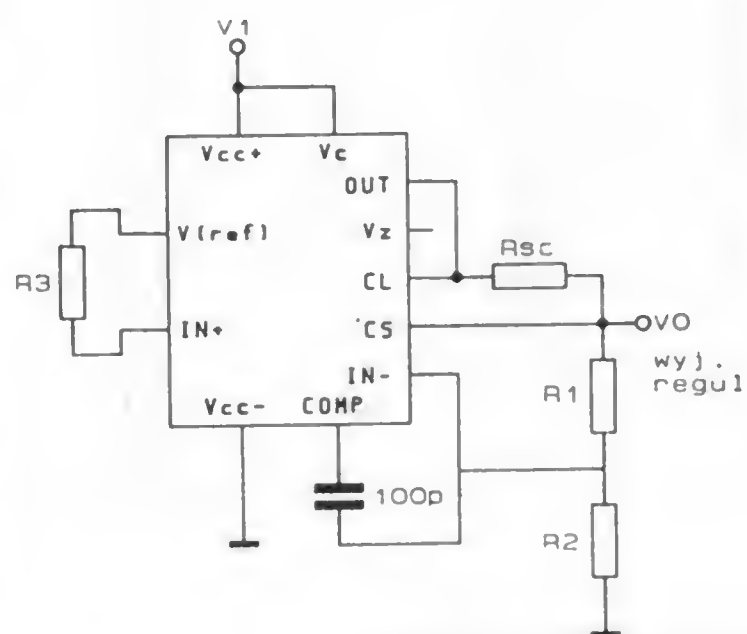 V1
Vcc+ Vc
OUT
V(ref)
Vz
Rsc
R3
CL
IN+
CS
VO
wyj.
regul
IN-
R1
Vcc- COMP
100p
R2